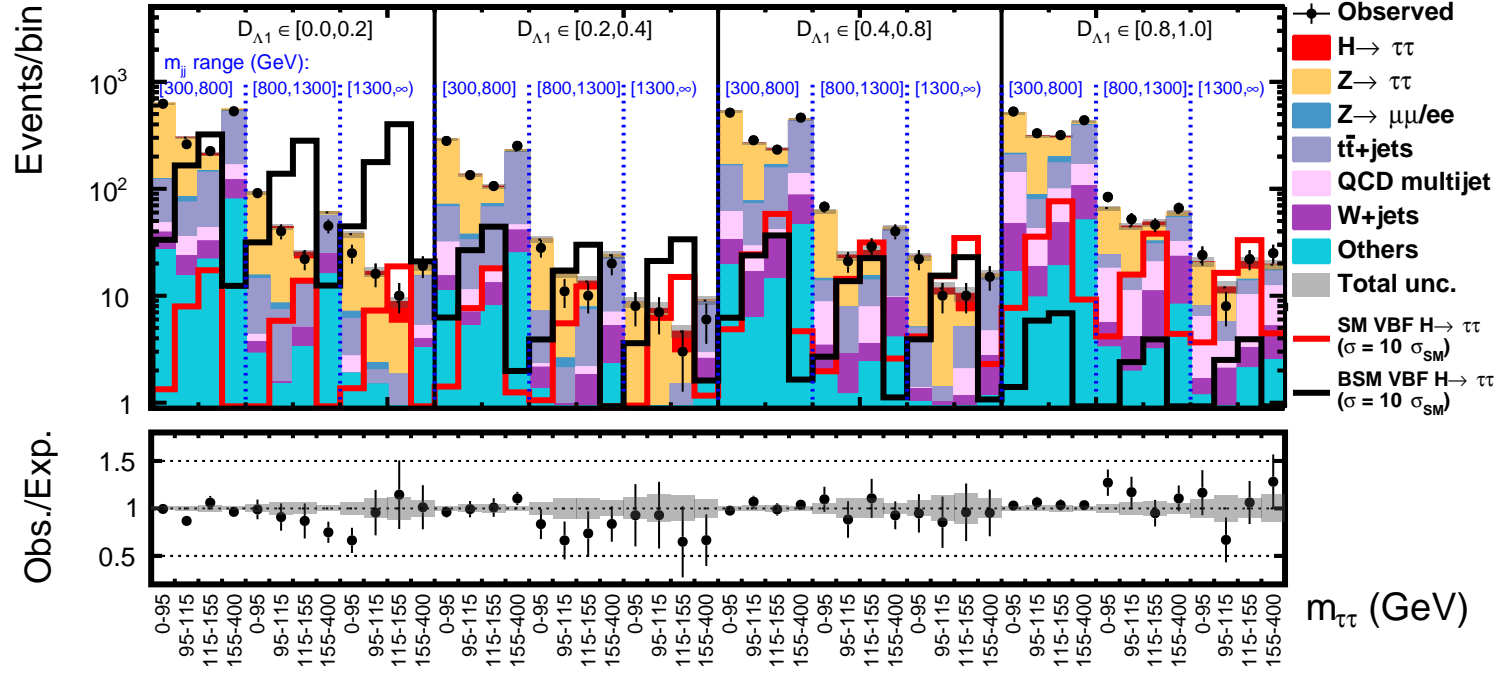 Events/bin
D_Λ1 ∈ [0.0,0.2]
D_Λ1 ∈ [0.2,0.4]
D_Λ1 ∈ [0.4,0.8]
D_Λ1 ∈ [0.8,1.0]
m_jj range (GeV):
[300,800] [800,1300] [1300,∞)
[300,800] [800,1300] [1300,∞)
[300,800] [800,1300] [1300,∞)
[300,800] [800,1300] [1300,∞)
10^3
10^2
10
1
Observed
H→ ττ
Z→ ττ
Z→ μμ/ee
tt̄+jets
QCD multijet
W+jets
Others
Total unc.
SM VBF H→ ττ
(σ = 10 σ_SM)
BSM VBF H→ ττ
(σ = 10 σ_SM)
Obs./Exp.
1.5
1
0.5
0-95 95-115 115-155 155-400 0-95 95-115 115-155 155-400 0-95 95-115 115-155 155-400 0-95 95-115 115-155 155-400 0-95 95-115 115-155 155-400 0-95 95-115 115-155 155-400 0-95 95-115 115-155 155-400 0-95 95-115 115-155 155-400 0-95 95-115 115-155 155-400 0-95 95-115 115-155 155-400 0-95 95-115 115-155 155-400 0-95 95-115 115-155 155-400
m_ττ (GeV)